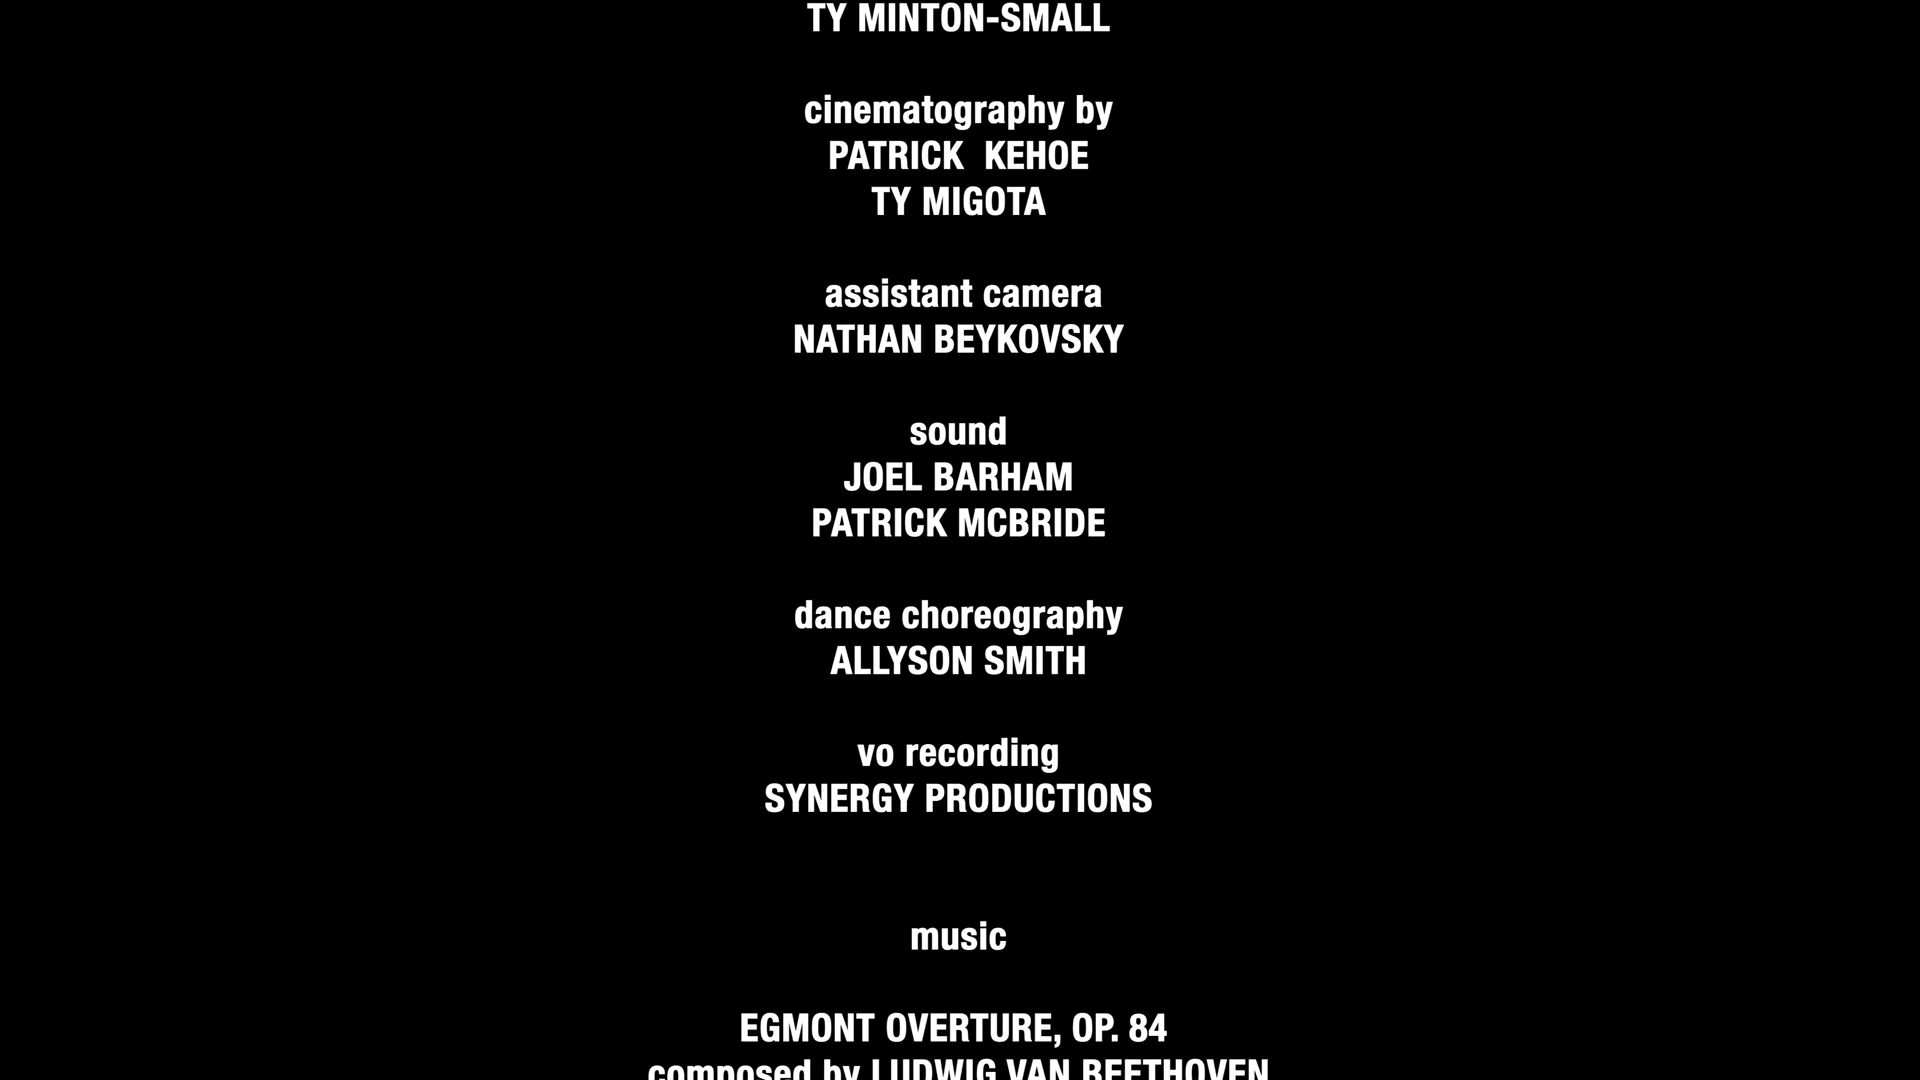 TY MINTON-SMALL
cinematography by
PATRICK  KEHOE
TY MIGOTA
assistant camera
NATHAN BEYKOVSKY
sound
JOEL BARHAM
PATRICK MCBRIDE
dance choreography
ALLYSON SMITH
vo recording
SYNERGY PRODUCTIONS
music
EGMONT OVERTURE, OP. 84
composed by LUDWIG VAN BEETHOVEN